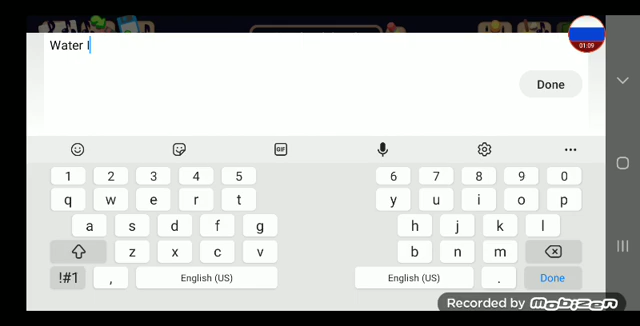 Water l
01:09
Done
GIF
1 2 3 4 5 6 7 8 9 0
q w e r t y u i o p
a s d f g h j k l
z x c v b n m
!#1 , English (US) English (US) . Done
Recorded by Mobizen